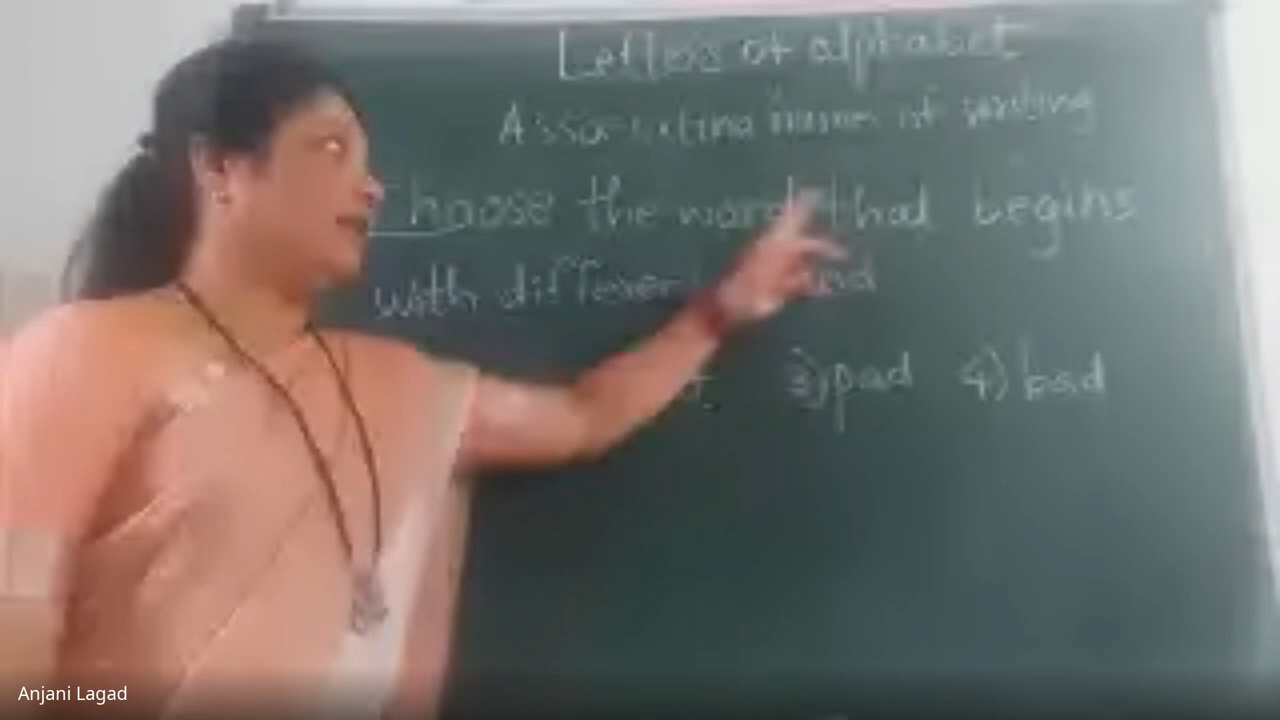 Letters of alphabet
Associating names of writing
Choose the word that begins
with different
3) pad 4) bad
Anjani Lagad